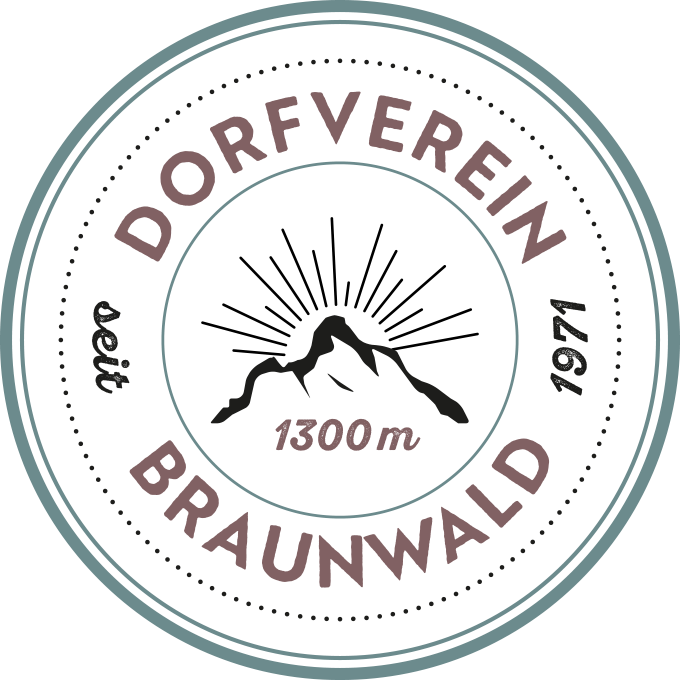 DORFVEREIN
seit
1971
1300 m
BRAUNWALD